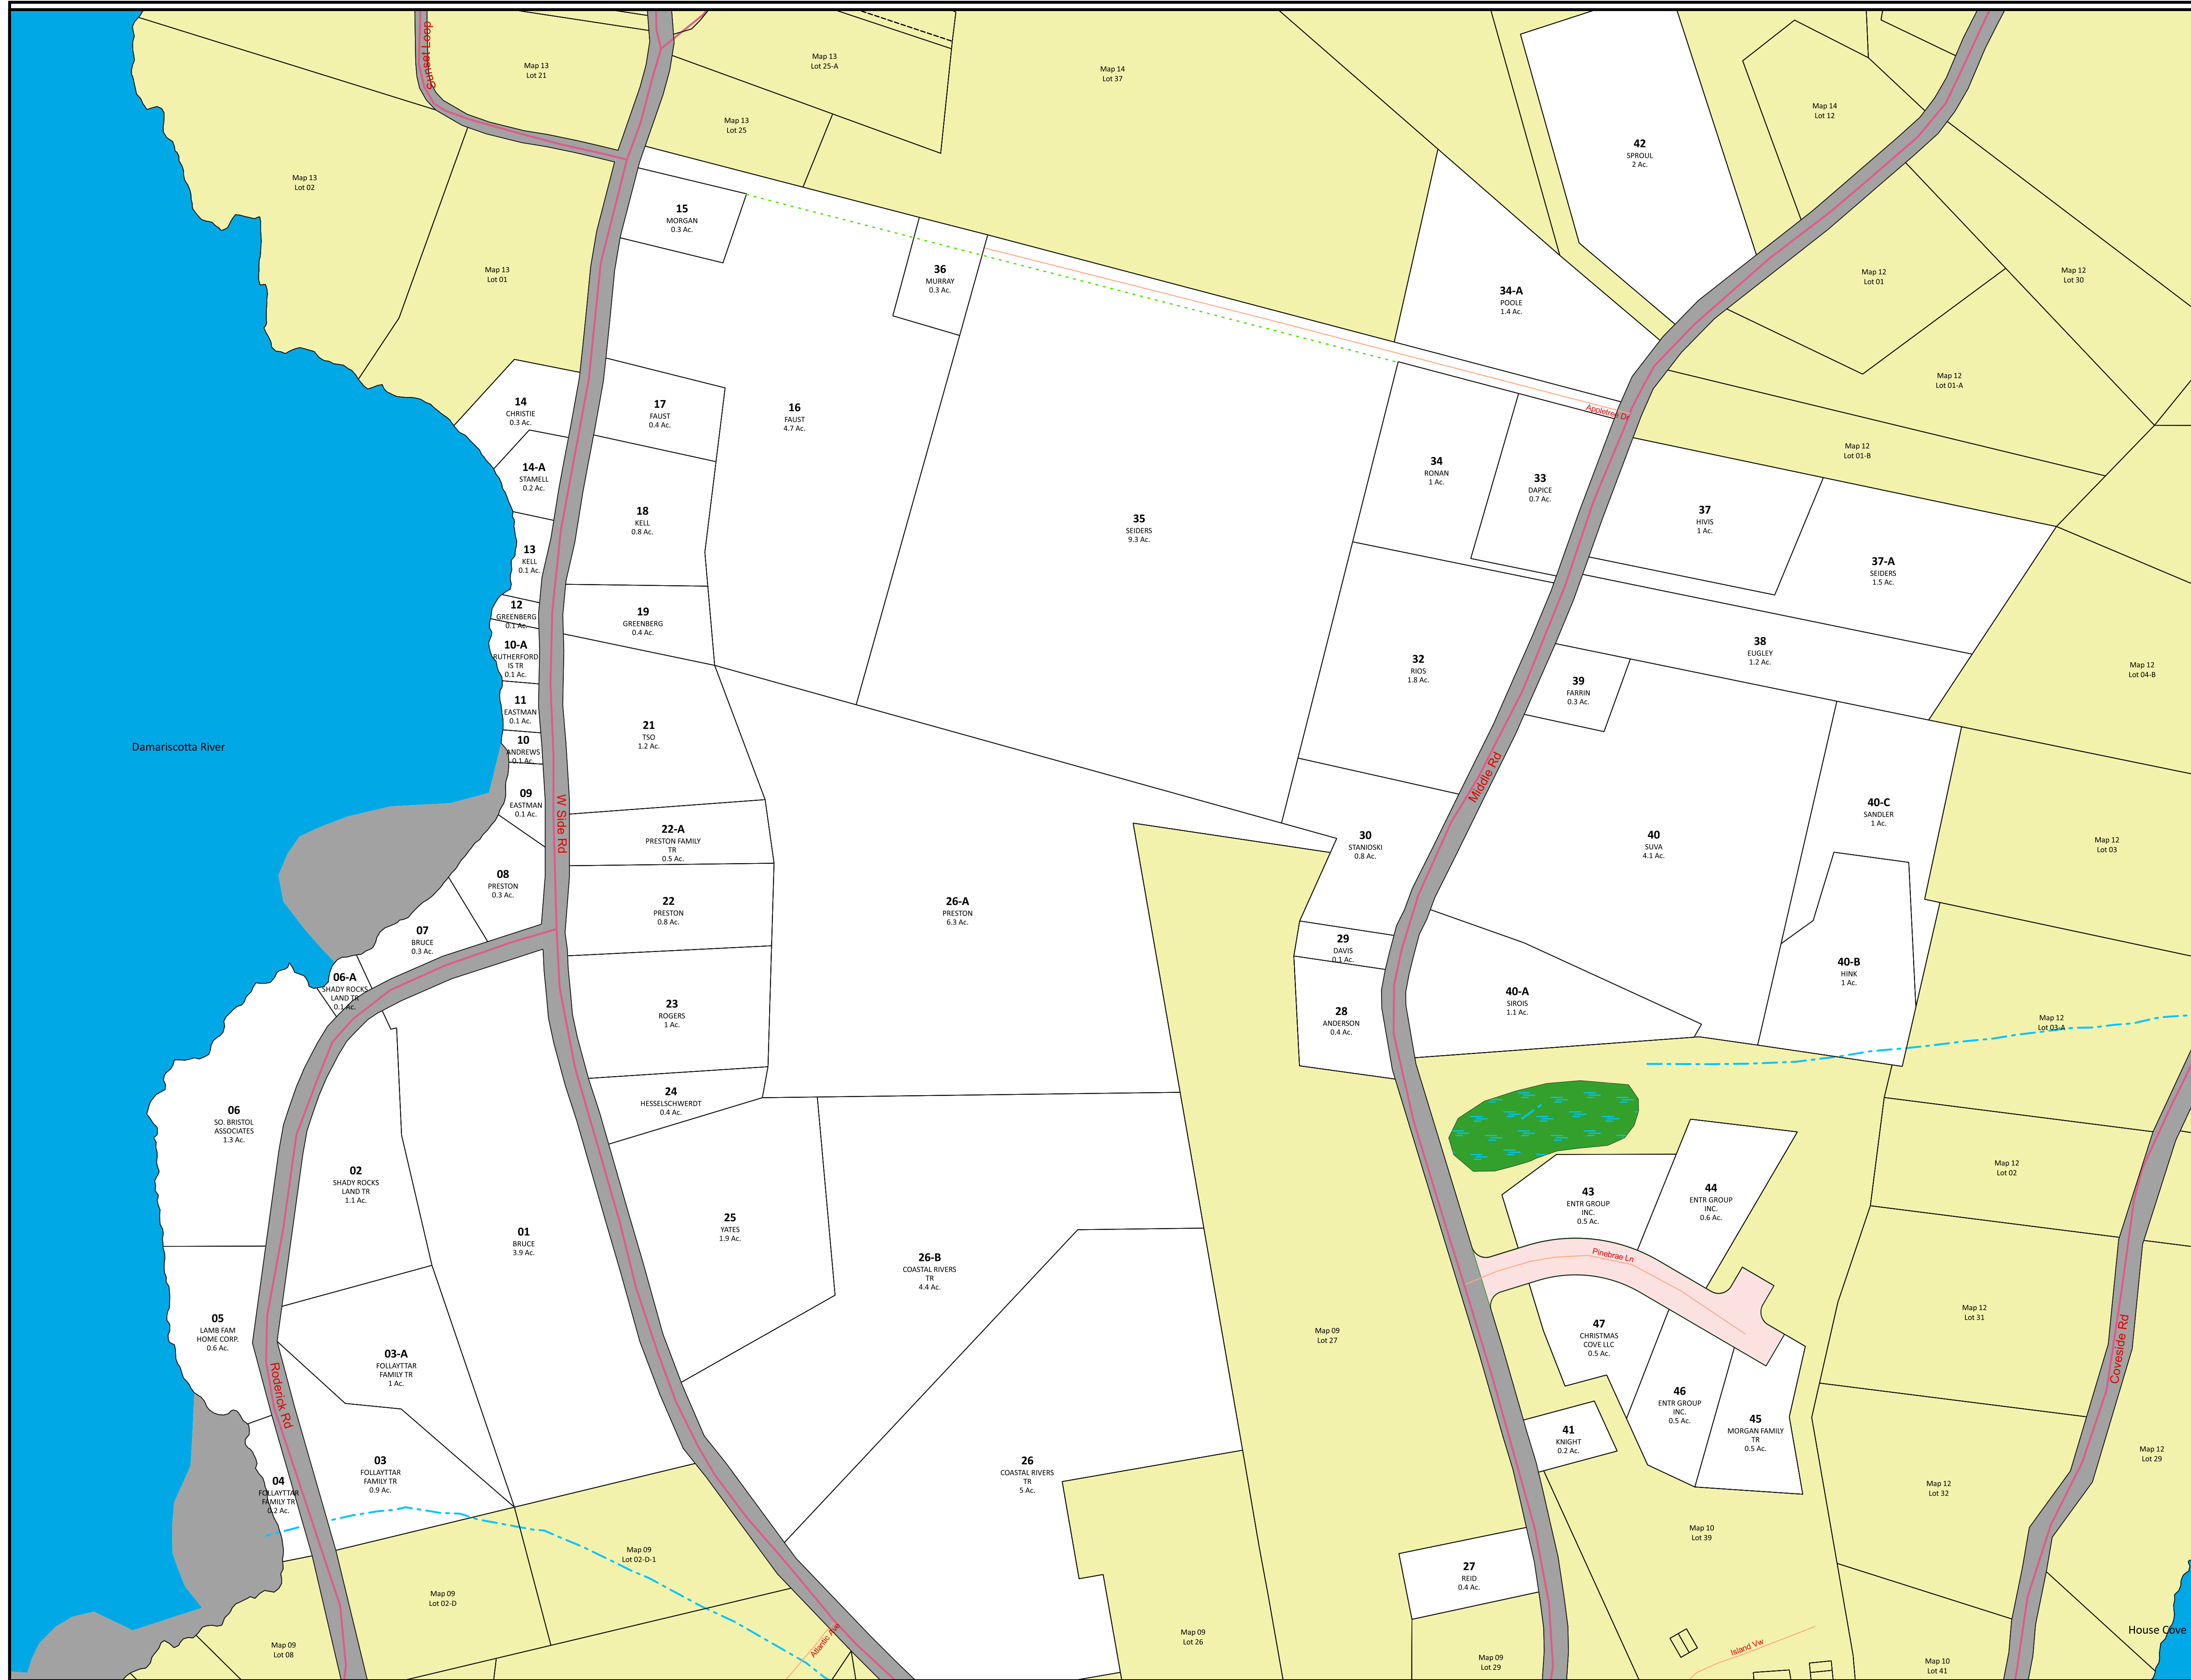 Sunset Loop
Map 13
Lot 21
Map 13
Lot 25-A
Map 14
Lot 37
Map 13
Lot 25
Map 14
Lot 12
42
SPROUL
2 Ac.
Map 13
Lot 02
15
MORGAN
0.3 Ac.
Map 13
Lot 01
36
MURRAY
0.3 Ac.
34-A
POOLE
1.4 Ac.
Map 12
Lot 01
Map 12
Lot 30
Map 12
Lot 01-A
14
CHRISTIE
0.3 Ac.
17
FAUST
0.4 Ac.
16
FAUST
4.7 Ac.
Appletree Dr
Map 12
Lot 01-B
14-A
STAMELL
0.2 Ac.
34
RONAN
1 Ac.
33
DAPICE
0.7 Ac.
18
KELL
0.8 Ac.
35
SEIDERS
9.3 Ac.
37
HIVIS
1 Ac.
13
KELL
0.1 Ac.
37-A
SEIDERS
1.5 Ac.
12
GREENBERG
0.1 Ac.
19
GREENBERG
0.4 Ac.
10-A
RUTHERFORD
IS TR
0.1 Ac.
38
EUGLEY
1.2 Ac.
32
RIOS
1.8 Ac.
39
FARRIN
0.3 Ac.
Map 12
Lot 04-B
11
EASTMAN
0.1 Ac.
21
TSO
1.2 Ac.
Damariscotta River
10
ANDREWS
0.1 Ac.
Middle Rd
09
EASTMAN
0.1 Ac.
W Side Rd
22-A
PRESTON FAMILY
TR
0.5 Ac.
30
STANIOSKI
0.8 Ac.
40
SUVA
4.1 Ac.
40-C
SANDLER
1 Ac.
Map 12
Lot 03
08
PRESTON
0.3 Ac.
22
PRESTON
0.8 Ac.
26-A
PRESTON
6.3 Ac.
07
BRUCE
0.3 Ac.
29
DAVIS
0.1 Ac.
40-B
HINK
1 Ac.
06-A
SHADY ROCKS
LAND TR
0.1 Ac.
23
ROGERS
1 Ac.
28
ANDERSON
0.4 Ac.
40-A
SIROIS
1.1 Ac.
Map 12
Lot 03-A
24
HESSELSCHWERDT
0.4 Ac.
06
SO. BRISTOL
ASSOCIATES
1.3 Ac.
02
SHADY ROCKS
LAND TR
1.1 Ac.
43
ENTR GROUP
INC.
0.5 Ac.
44
ENTR GROUP
INC.
0.6 Ac.
Map 12
Lot 02
01
BRUCE
3.9 Ac.
25
YATES
1.9 Ac.
26-B
COASTAL RIVERS
TR
4.4 Ac.
Pinebrae Ln
05
LAMB FAM
HOME CORP.
0.6 Ac.
03-A
FOLLAYTTAR
FAMILY TR
1 Ac.
Map 09
Lot 27
47
CHRISTMAS
COVE LLC
0.5 Ac.
Map 12
Lot 31
Coveside Rd
Roderick Rd
46
ENTR GROUP
INC.
0.5 Ac.
45
MORGAN FAMILY
TR
0.5 Ac.
41
KNIGHT
0.2 Ac.
Map 12
Lot 29
04
FOLLAYTTAR
FAMILY TR
0.2 Ac.
03
FOLLAYTTAR
FAMILY TR
0.9 Ac.
26
COASTAL RIVERS
TR
5 Ac.
Map 12
Lot 32
Map 10
Lot 39
Map 09
Lot 02-D-1
27
REID
0.4 Ac.
Map 09
Lot 02-D
Map 09
Lot 08
Atlantic Ave
Map 09
Lot 26
Map 09
Lot 29
Island Vw
House Cove
Map 10
Lot 41